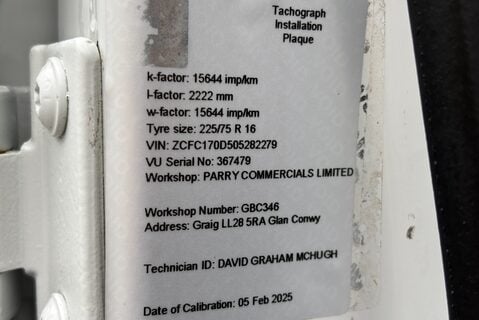 Tachograph
Installation
Plaque
k-factor: 15644 imp/km
l-factor: 2222 mm
w-factor: 15644 imp/km
Tyre size: 225/75 R 16
VIN: ZCFC170D505282279
VU Serial No: 367479
Workshop: PARRY COMMERCIALS LIMITED
Workshop Number: GBC346
Address: Graig LL28 5RA Glan Conwy
Technician ID: DAVID GRAHAM MCHUGH
Date of Calibration: 05 Feb 2025